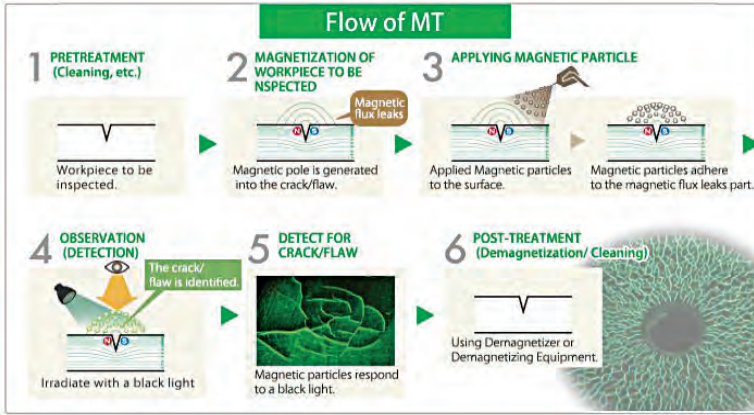 Flow of MT
1 PRETREATMENT
(Cleaning, etc.)
Workpiece to be
inspected.
2 MAGNETIZATION OF
WORKPIECE TO BE
NSPECTED
Magnetic
flux leaks
N S
Magnetic pole is generated
into the crack/flaw.
3 APPLYING MAGNETIC PARTICLE
N S
Applied Magnetic particles
to the surface.
N S
Magnetic particles adhere
to the magnetic flux leaks part.
4 OBSERVATION
(DETECTION)
The crack/
flaw is identified.
N S
Irradiate with a black light
5 DETECT FOR
CRACK/FLAW
Magnetic particles respond
to a black light.
6 POST-TREATMENT
(Demagnetization/ Cleaning)
Using Demagnetizer or
Demagnetizing Equipment.